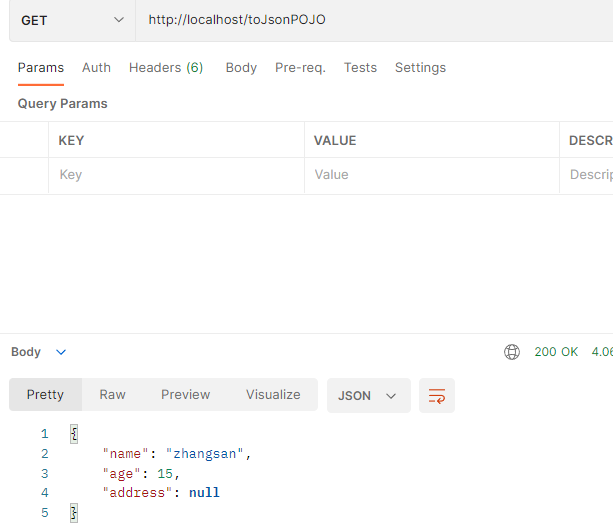 GET http://localhost/toJsonPOJO
Params Auth Headers (6) Body Pre-req. Tests Settings
Query Params
KEY VALUE DESCR
Key Value Descrip
Body 200 OK 4.06
Pretty Raw Preview Visualize JSON
1 {
2 "name": "zhangsan",
3 "age": 15,
4 "address": null
5 }